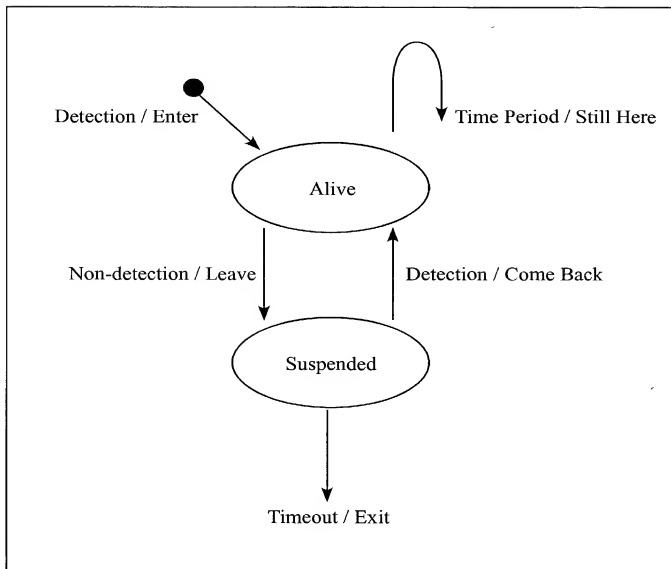 Detection / Enter
Time Period / Still Here
Alive
Non-detection / Leave
Detection / Come Back
Suspended
Timeout / Exit